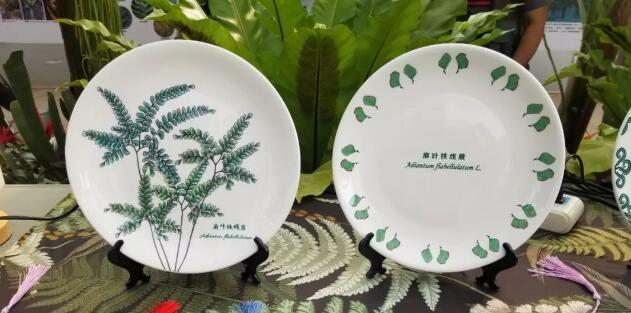 扇叶铁线蕨
Adiantum flabellulatum
扇叶铁线蕨
Adiantum flabellulatum L.